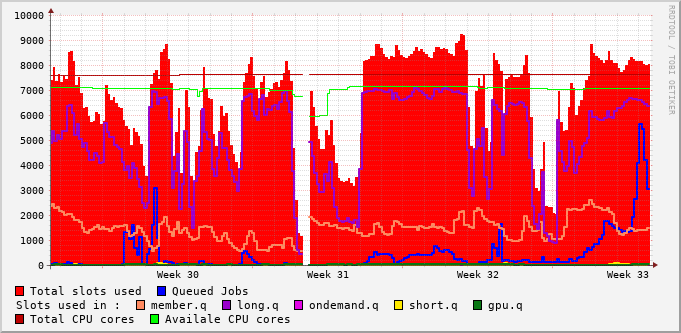 10000
9000
8000
7000
6000
5000
4000
3000
2000
1000
0
Week 30 Week 31 Week 32 Week 33
Total slots used Queued Jobs
Slots used in : member.q long.q ondemand.q short.q gpu.q
Total CPU cores Availale CPU cores
RRDTOOL / TOBI OETIKER